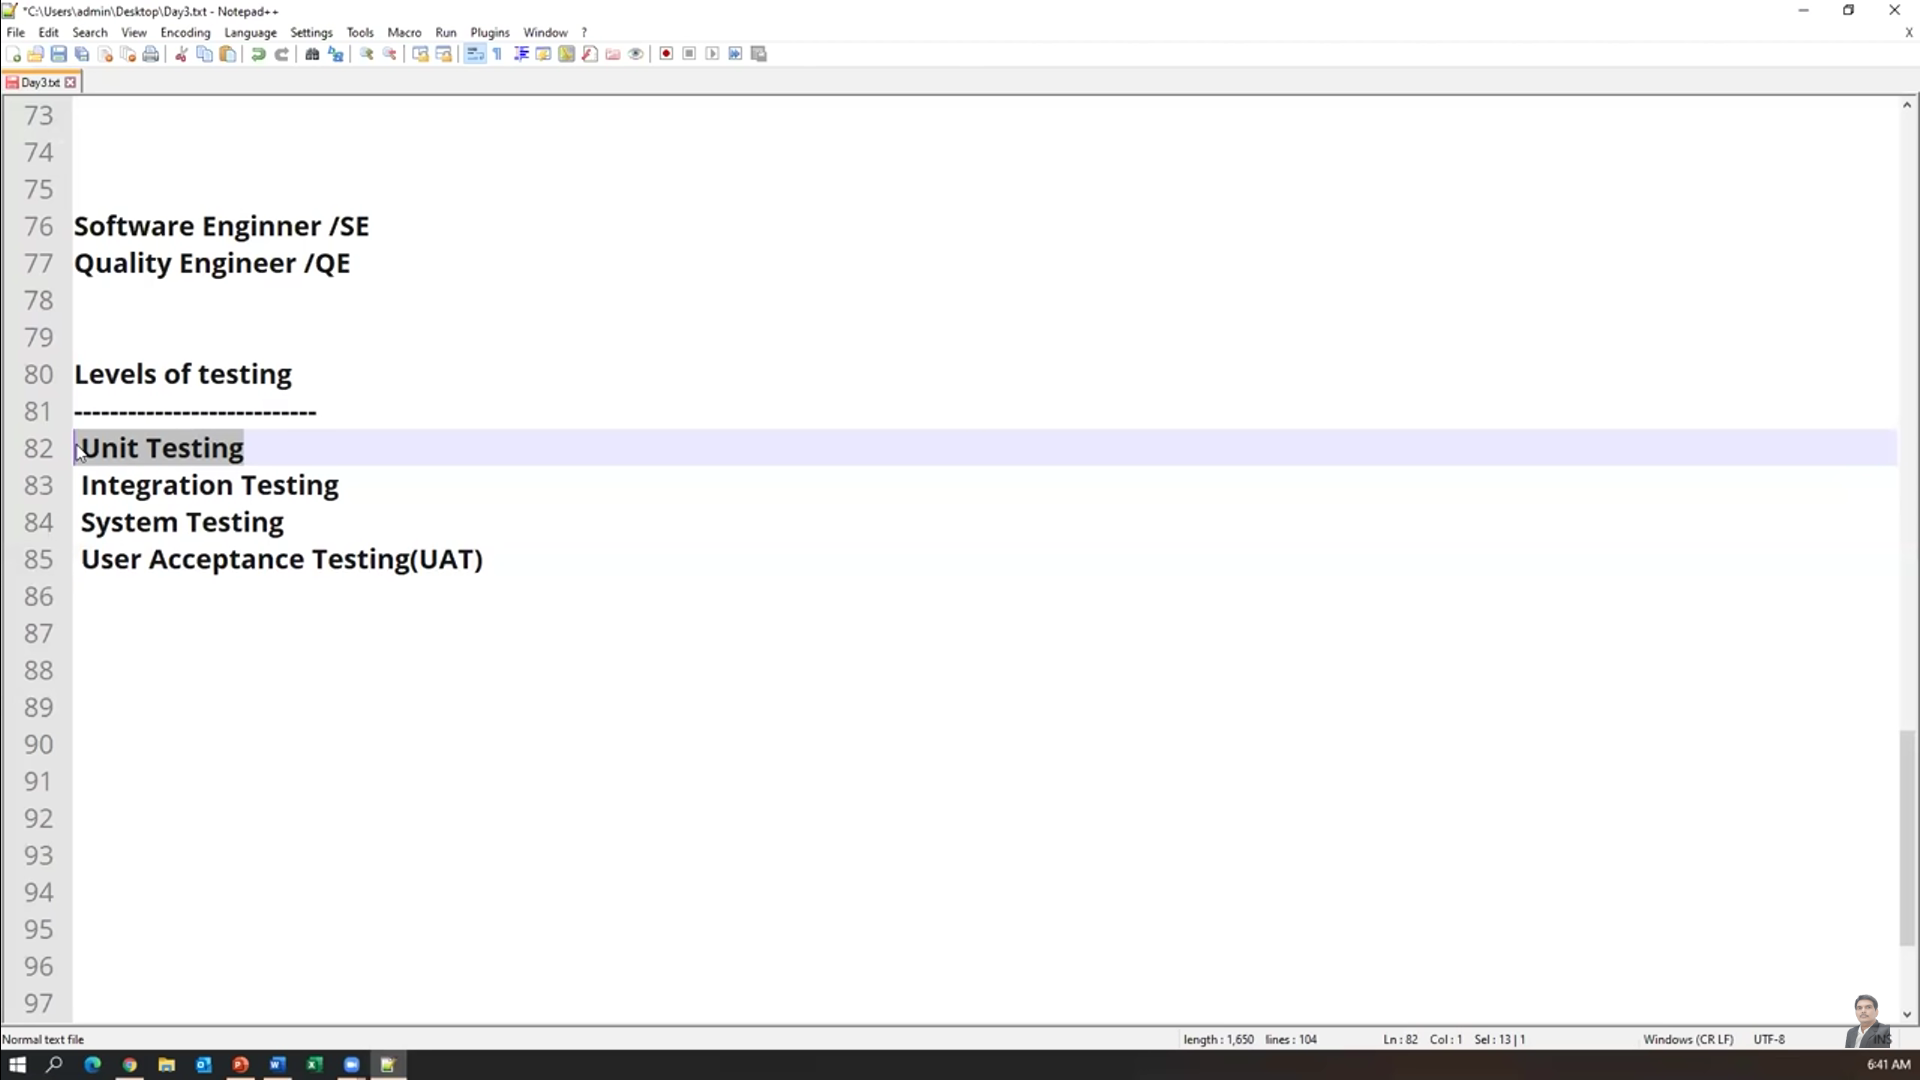 *C:\Users\admin\Desktop\Day3.txt - Notepad++
File Edit Search View Encoding Language Settings Tools Macro Run Plugins Window ? X
Day3.txt
73
74
75
76 Software Enginner /SE
77 Quality Engineer /QE
78
79
80 Levels of testing
81 ---------------------------
82 Unit Testing
83 Integration Testing
84 System Testing
85 User Acceptance Testing(UAT)
86
87
88
89
90
91
92
93
94
95
96
97
Normal text file length : 1,650 lines : 104 Ln : 82 Col : 1 Sel : 13 | 1 Windows (CR LF) UTF-8 INS
6:41 AM